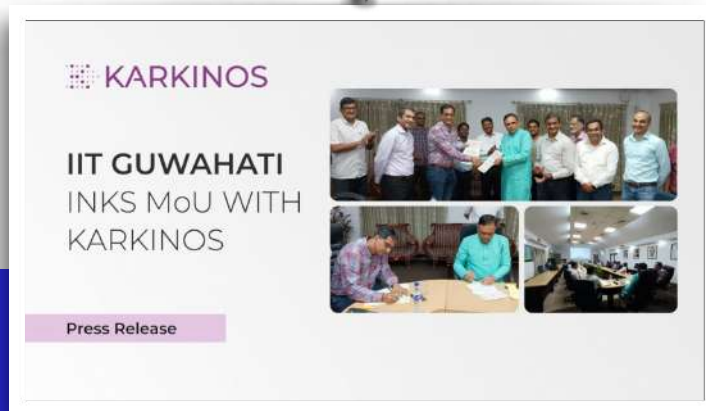 KARKINOS
IIT GUWAHATI
INKS MoU WITH
KARKINOS
Press Release